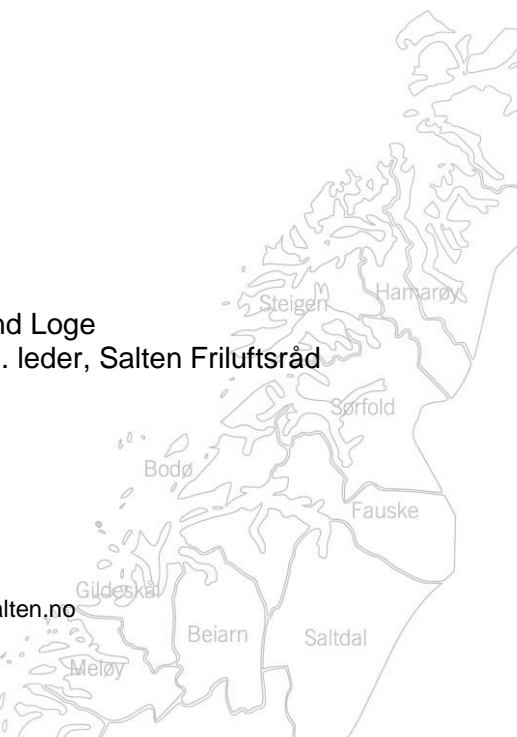 nd Loge
. leder, Salten Friluftsråd
Steigen
Hamarøy
Sørfold
Bodø
Fauske
Gildeskål
alten.no
Beiarn
Saltdal
Meløy